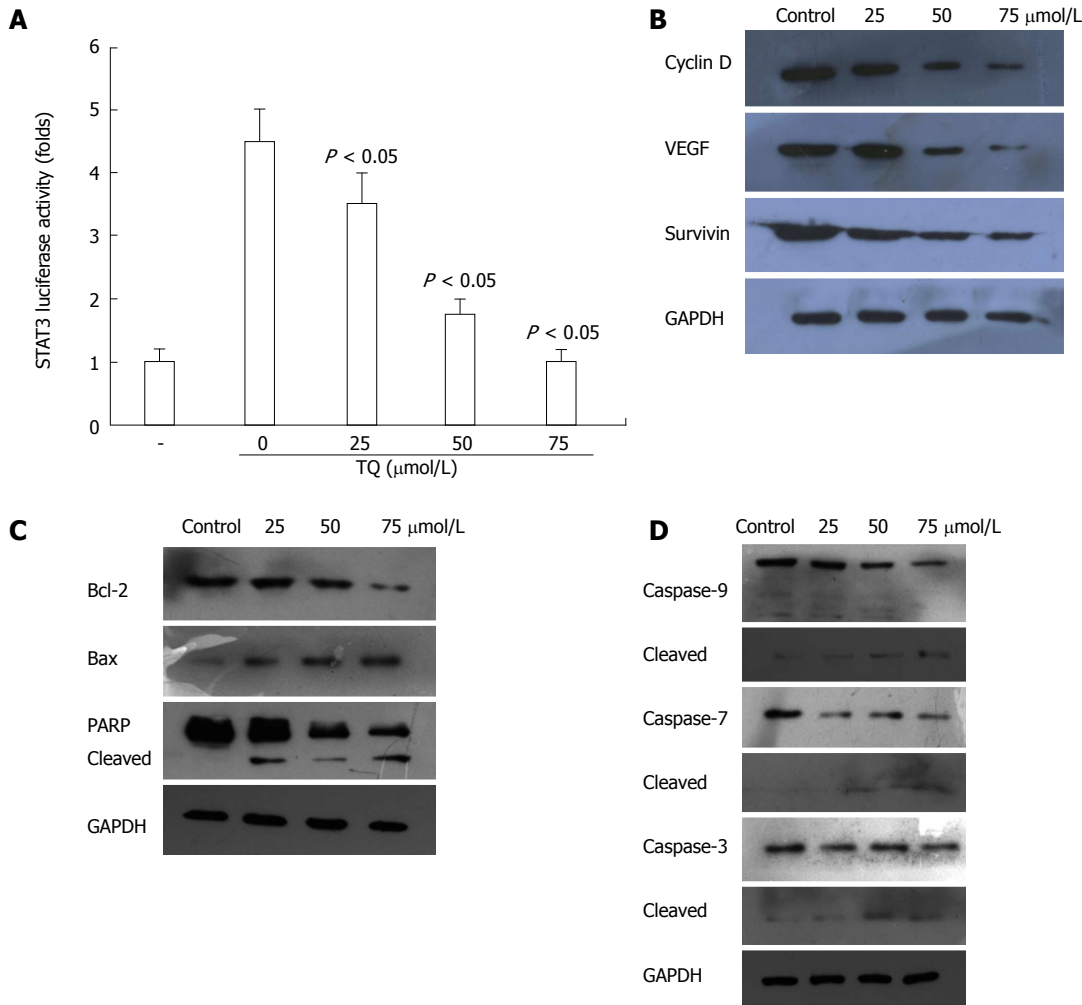 A
STAT3 luciferase activity (folds)
6
5
4
3
2
1
0
P < 0.05
P < 0.05
P < 0.05
- 0 25 50 75
TQ (μmol/L)
B
Control 25 50 75 μmol/L
Cyclin D
VEGF
Survivin
GAPDH
C
Control 25 50 75 μmol/L
Bcl-2
Bax
PARP
Cleaved
GAPDH
D
Control 25 50 75 μmol/L
Caspase-9
Cleaved
Caspase-7
Cleaved
Caspase-3
Cleaved
GAPDH